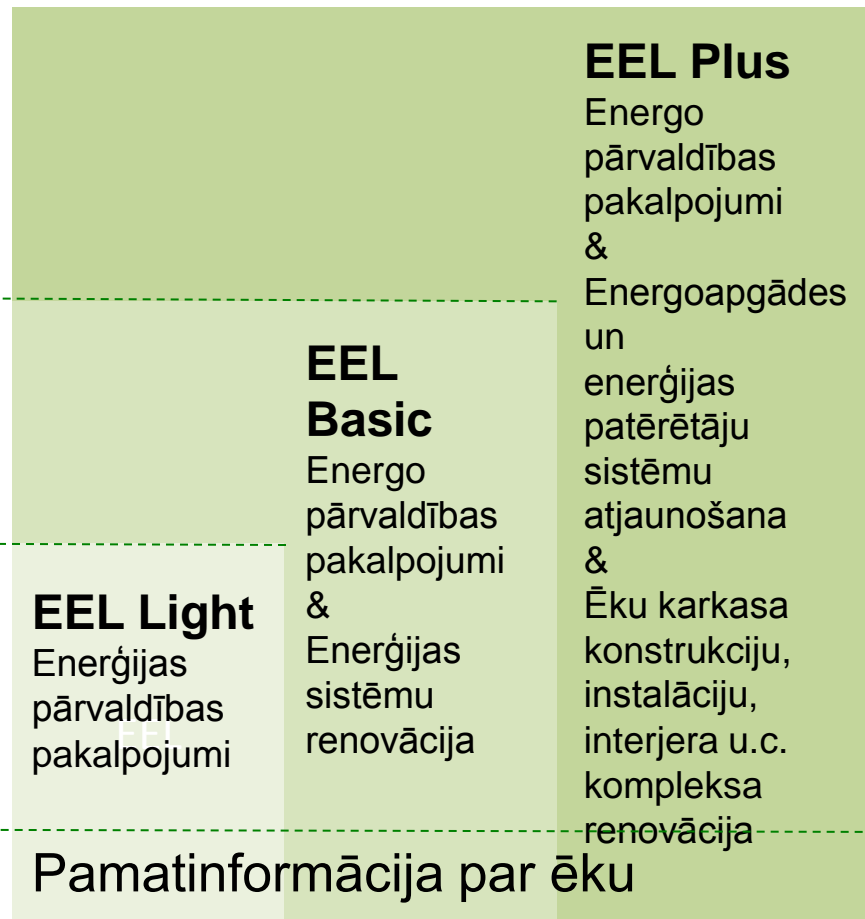 EEL Plus
Energo
pārvaldības
pakalpojumi
&
Energoapgādes
un
enerģijas
patērētāju
sistēmu
atjaunošana
&
Ēku karkasa
konstrukciju,
instalāciju,
interjera u.c.
kompleksa
renovācija
EEL
Basic
Energo
pārvaldības
pakalpojumi
&
Enerģijas
sistēmu
renovācija
EEL Light
Enerģijas
pārvaldības
pakalpojumi
EEL
Pamatinformācija par ēku